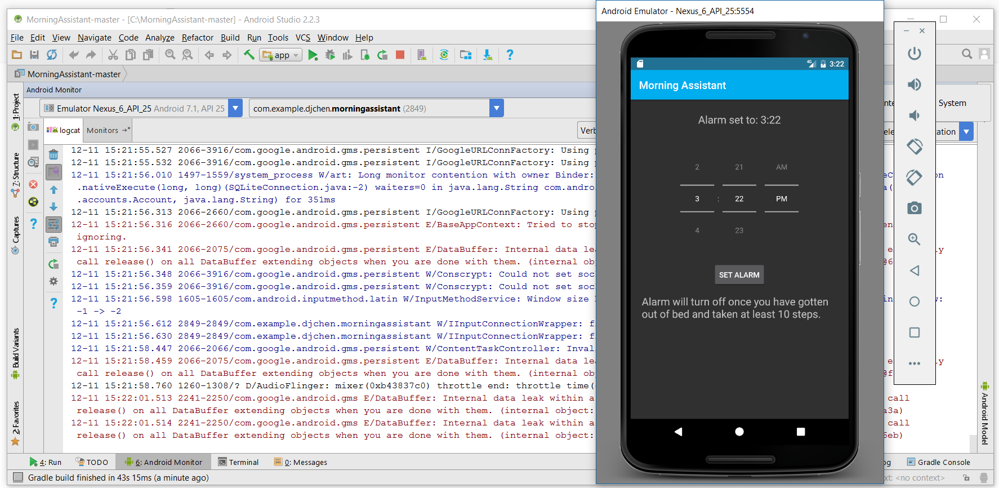 MorningAssistant-master - [C:\MorningAssistant-master] - Android Studio 2.2.3
File Edit View Navigate Code Analyze Refactor Build Run Tools VCS Window Help
app
MorningAssistant-master
Android Monitor
Emulator Nexus_6_API_25 Android 7.1, API 25
com.example.djchen.morningassistant (2849)
System
logcat
Monitors
Verb
1: Project
7: Structure
Captures
Build Variants
2: Favorites
12-11 15:21:55.527 2066-3916/com.google.android.gms.persistent I/GoogleURLConnFactory: Using
12-11 15:21:55.532 2066-3916/com.google.android.gms.persistent I/GoogleURLConnFactory: Using
12-11 15:21:56.010 1497-1559/system_process W/art: Long monitor contention with owner Binder:
.nativeExecute(long, long)(SQLiteConnection.java:-2) waiters=0 in java.lang.String com.andro
.accounts.Account, java.lang.String) for 351ms
12-11 15:21:56.313 2066-2660/com.google.android.gms.persistent I/GoogleURLConnFactory: Using
12-11 15:21:56.316 2066-2660/com.google.android.gms.persistent E/BaseAppContext: Tried to stop
ignoring.
12-11 15:21:56.341 2066-2075/com.google.android.gms.persistent E/DataBuffer: Internal data lea
call release() on all DataBuffer extending objects when you are done with them. (internal obj
12-11 15:21:56.348 2066-3916/com.google.android.gms.persistent W/Conscrypt: Could not set soc
12-11 15:21:56.359 2066-3916/com.google.android.gms.persistent W/Conscrypt: Could not set soc
12-11 15:21:56.598 1605-1605/com.android.inputmethod.latin W/InputMethodService: Window size
-1 -> -2
12-11 15:21:56.612 2849-2849/com.example.djchen.morningassistant W/IInputConnectionWrapper: f
12-11 15:21:56.630 2849-2849/com.example.djchen.morningassistant W/IInputConnectionWrapper: f
12-11 15:21:58.447 2066-2066/com.google.android.gms.persistent W/ContentTaskController: Inval
12-11 15:21:58.459 2066-2075/com.google.android.gms.persistent E/DataBuffer: Internal data lea
call release() on all DataBuffer extending objects when you are done with them. (internal obj
12-11 15:21:58.760 1260-1308/? D/AudioFlinger: mixer(0xb43837c0) throttle end: throttle time(
12-11 15:22:01.513 2241-2250/com.google.android.gms E/DataBuffer: Internal data leak within a
call
release() on all DataBuffer extending objects when you are done with them. (internal object:
a3a)
12-11 15:22:01.514 2241-2250/com.google.android.gms E/DataBuffer: Internal data leak within a
call
release() on all DataBuffer extending objects when you are done with them. (internal object:
6eb)
4: Run
TODO
6: Android Monitor
Terminal
0: Messages
Gradle Console
Gradle build finished in 43s 15ms (a minute ago)
xt: <no context>
Android Model
Android Emulator - Nexus_6_API_25:5554
4G 3:22
Morning Assistant
Alarm set to: 3:22
2 21 AM
3 : 22 PM
4 23
SET ALARM
Alarm will turn off once you have gotten
out of bed and taken at least 10 steps.